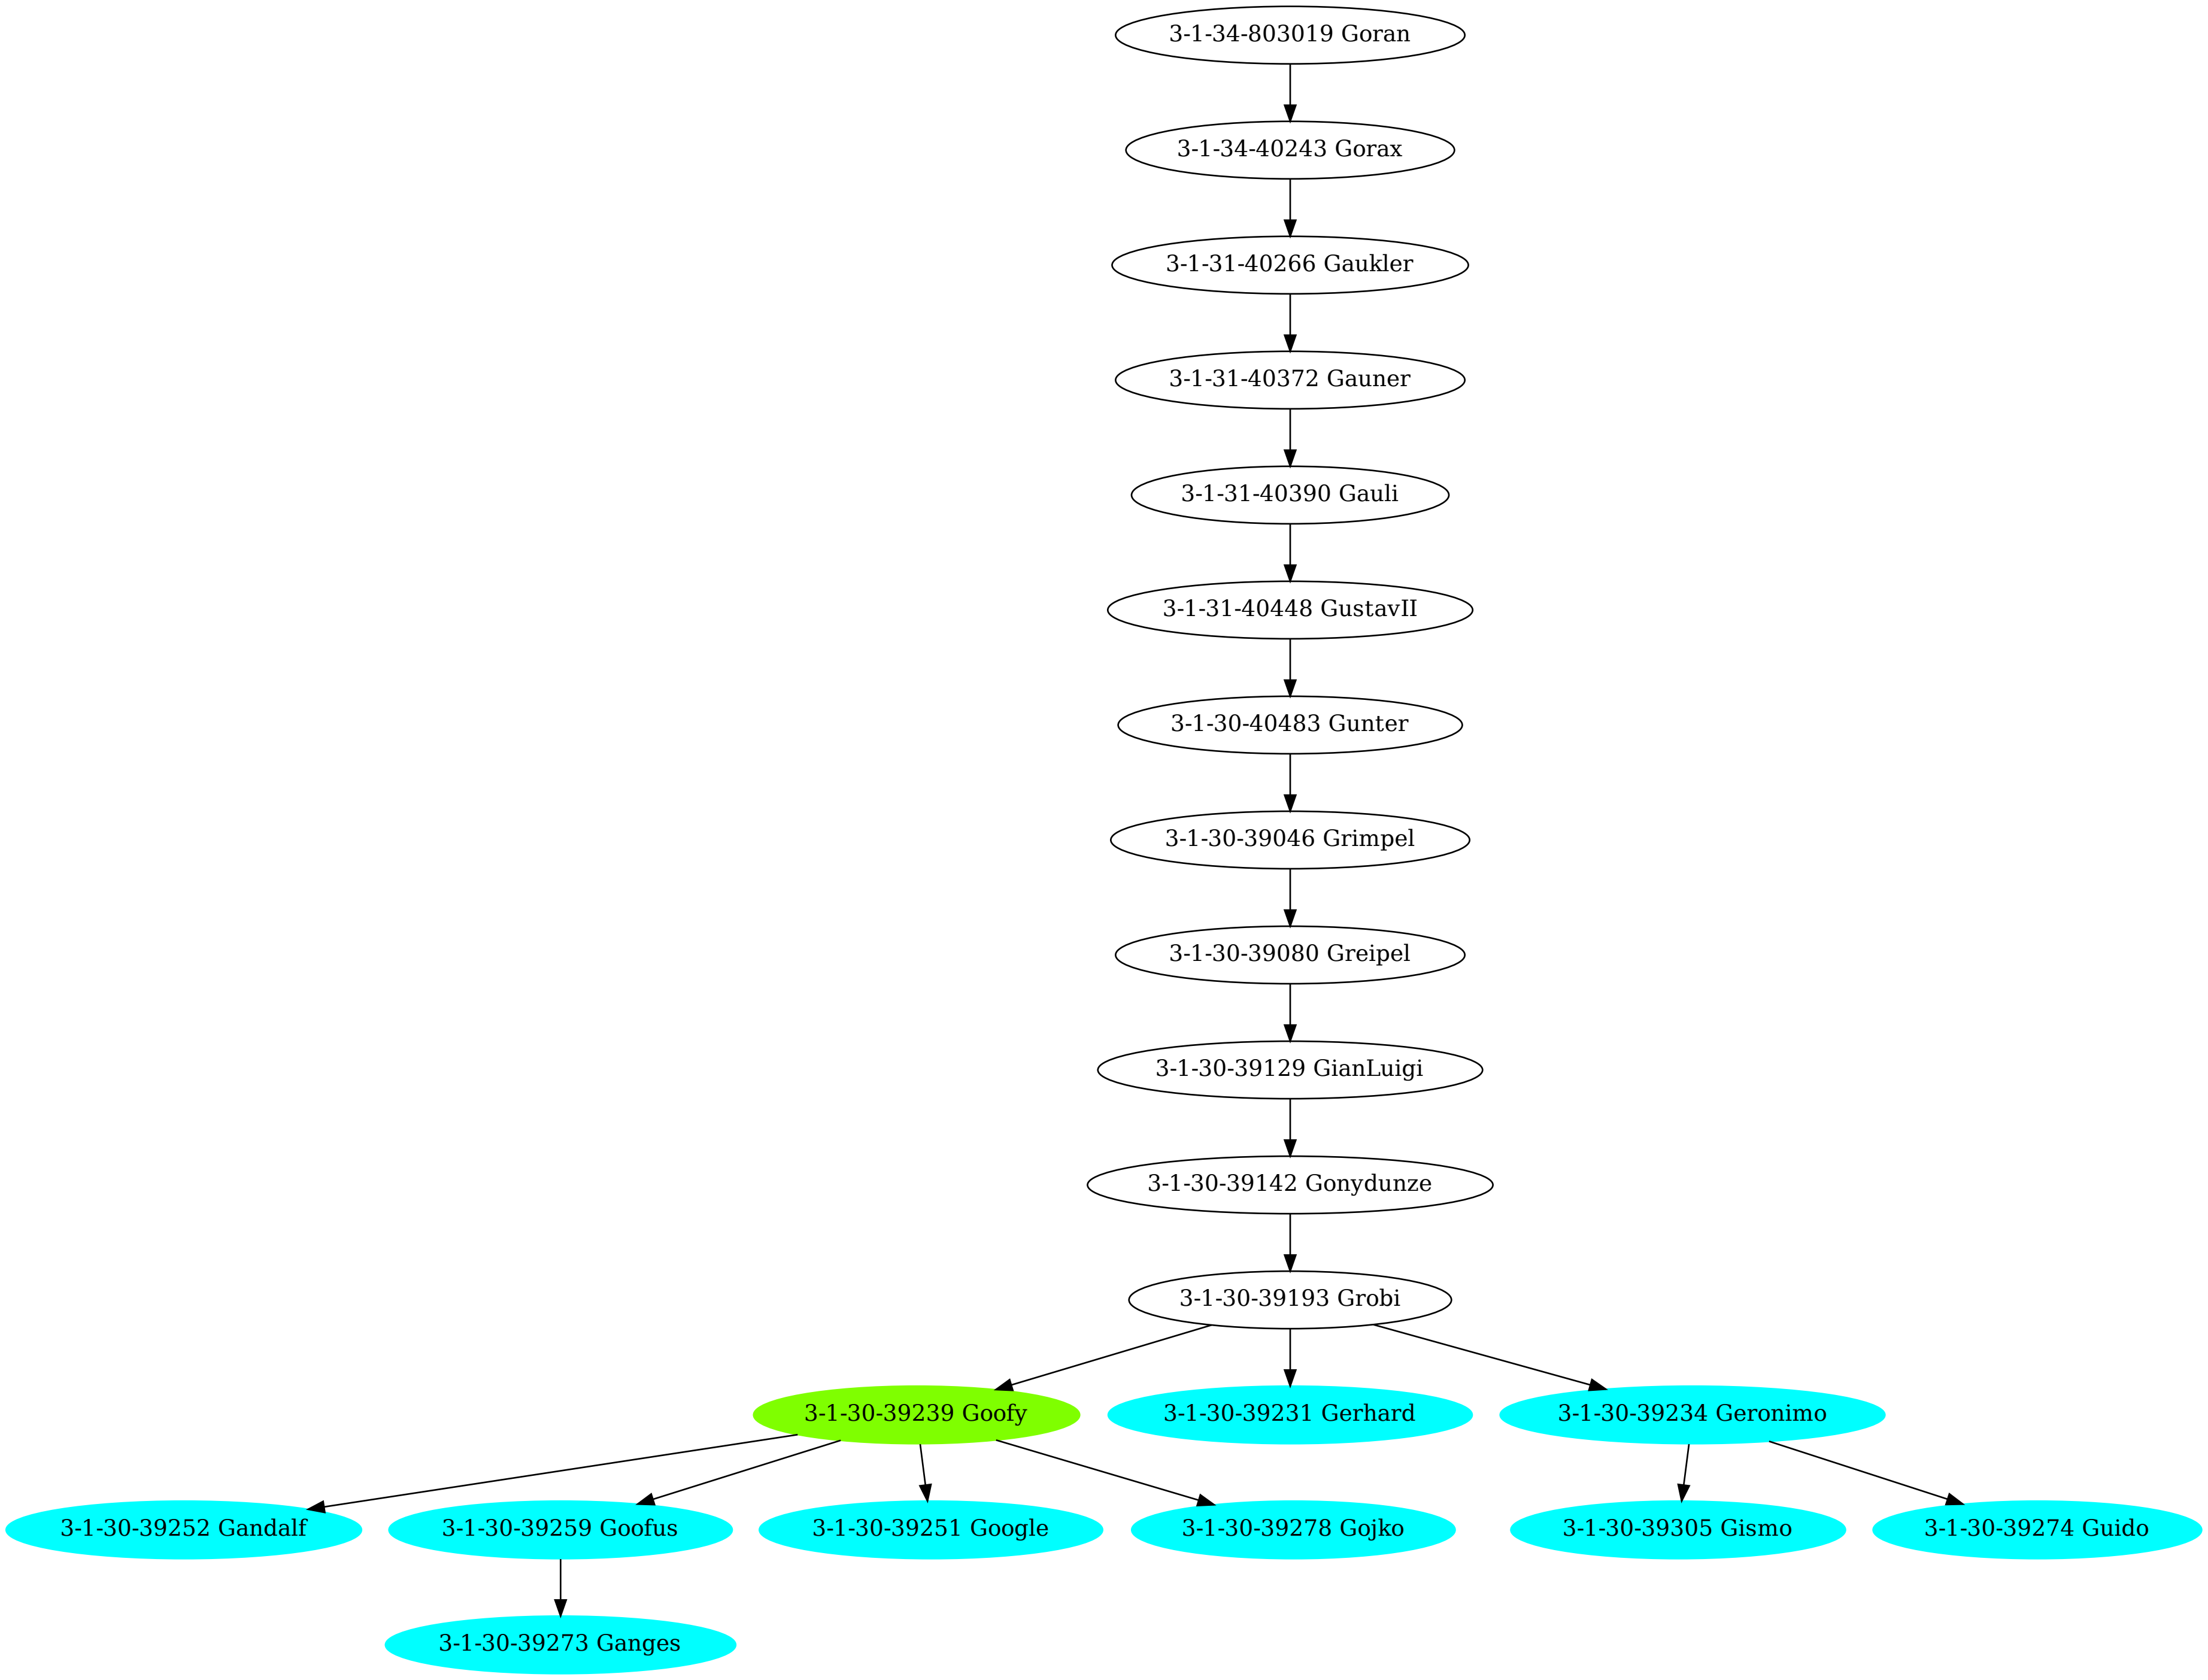 3-1-34-803019 Goran
3-1-34-40243 Gorax
3-1-31-40266 Gaukler
3-1-31-40372 Gauner
3-1-31-40390 Gauli
3-1-31-40448 GustavII
3-1-30-40483 Gunter
3-1-30-39046 Grimpel
3-1-30-39080 Greipel
3-1-30-39129 GianLuigi
3-1-30-39142 Gonydunze
3-1-30-39193 Grobi
3-1-30-39239 Goofy
3-1-30-39231 Gerhard
3-1-30-39234 Geronimo
3-1-30-39252 Gandalf
3-1-30-39259 Goofus
3-1-30-39251 Google
3-1-30-39278 Gojko
3-1-30-39305 Gismo
3-1-30-39274 Guido
3-1-30-39273 Ganges